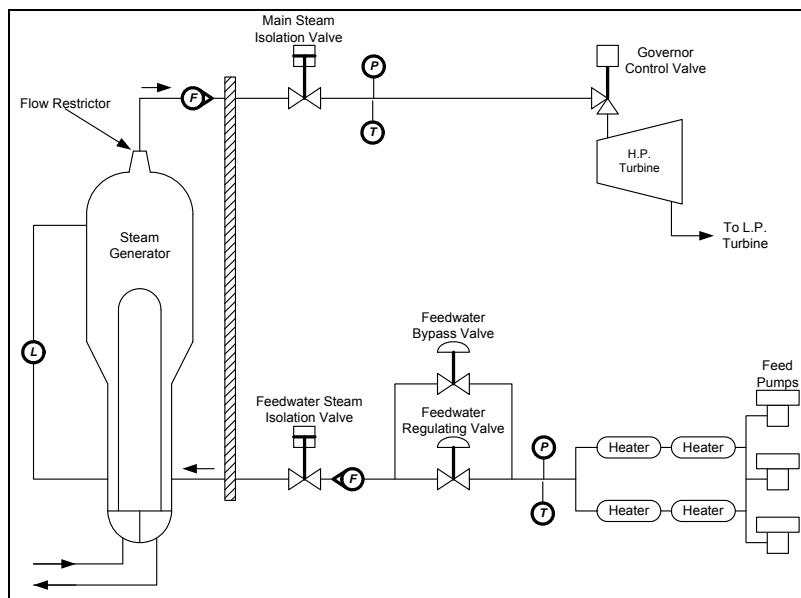 Main Steam
Isolation Valve
Governor
Control Valve
P
F
Flow Restrictor
T
H.P.
Turbine
To L.P.
Turbine
Steam
Generator
Feedwater
Bypass Valve
L
Feed
Pumps
Feedwater Steam
Isolation Valve
Feedwater
Regulating Valve
P
Heater
Heater
F
T
Heater
Heater